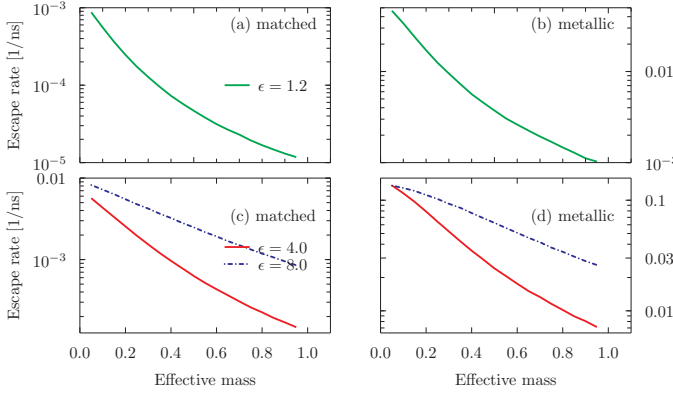 10⁻³
(a) matched
(b) metallic
Escape rate [1/ns]
10⁻⁴
ϵ = 1.2
0.01
10⁻⁵
0.01
(c) matched
(d) metallic
0.1
Escape rate [1/ns]
ϵ = 4.0
ϵ = 8.0
10⁻³
0.03
0.01
0.0 0.2 0.4 0.6 0.8 1.0
0.0 0.2 0.4 0.6 0.8 1.0
Effective mass
Effective mass